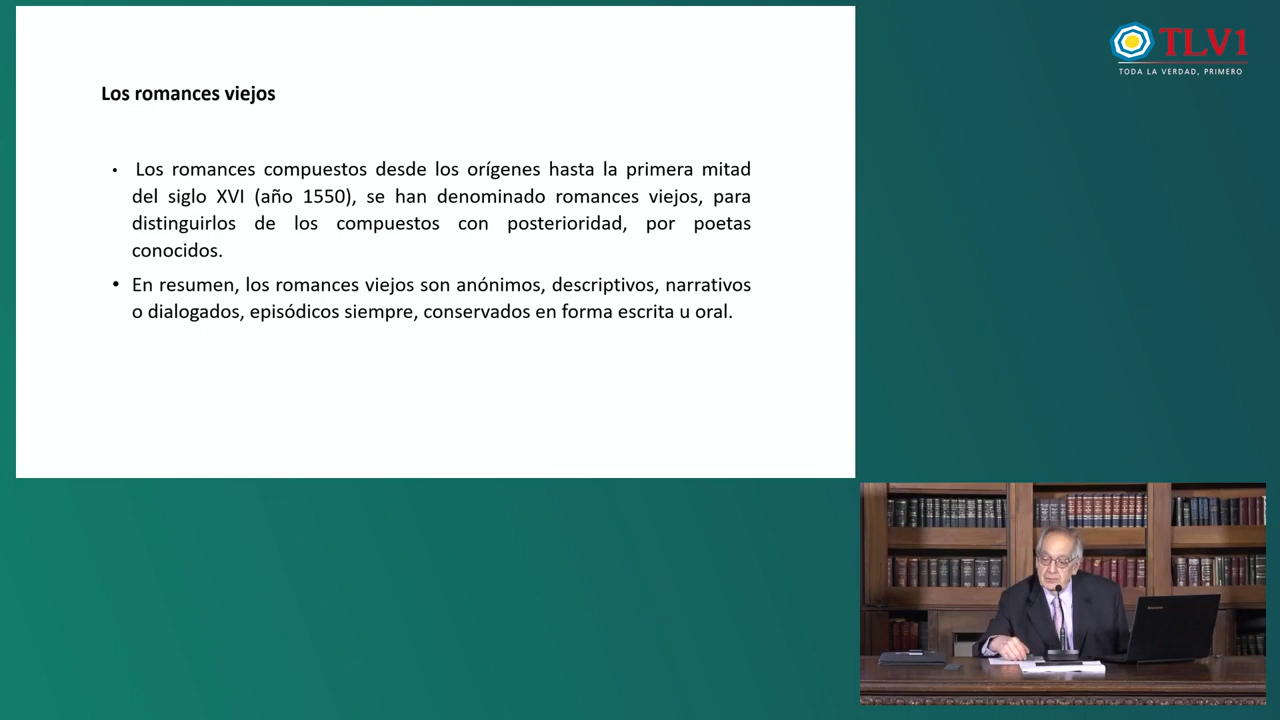 TLV1
TODA LA VERDAD, PRIMERO
Los romances viejos
• Los romances compuestos desde los orígenes hasta la primera mitad
del siglo XVI (año 1550), se han denominado romances viejos, para
distinguirlos de los compuestos con posterioridad, por poetas
conocidos.
• En resumen, los romances viejos son anónimos, descriptivos, narrativos
o dialogados, episódicos siempre, conservados en forma escrita u oral.